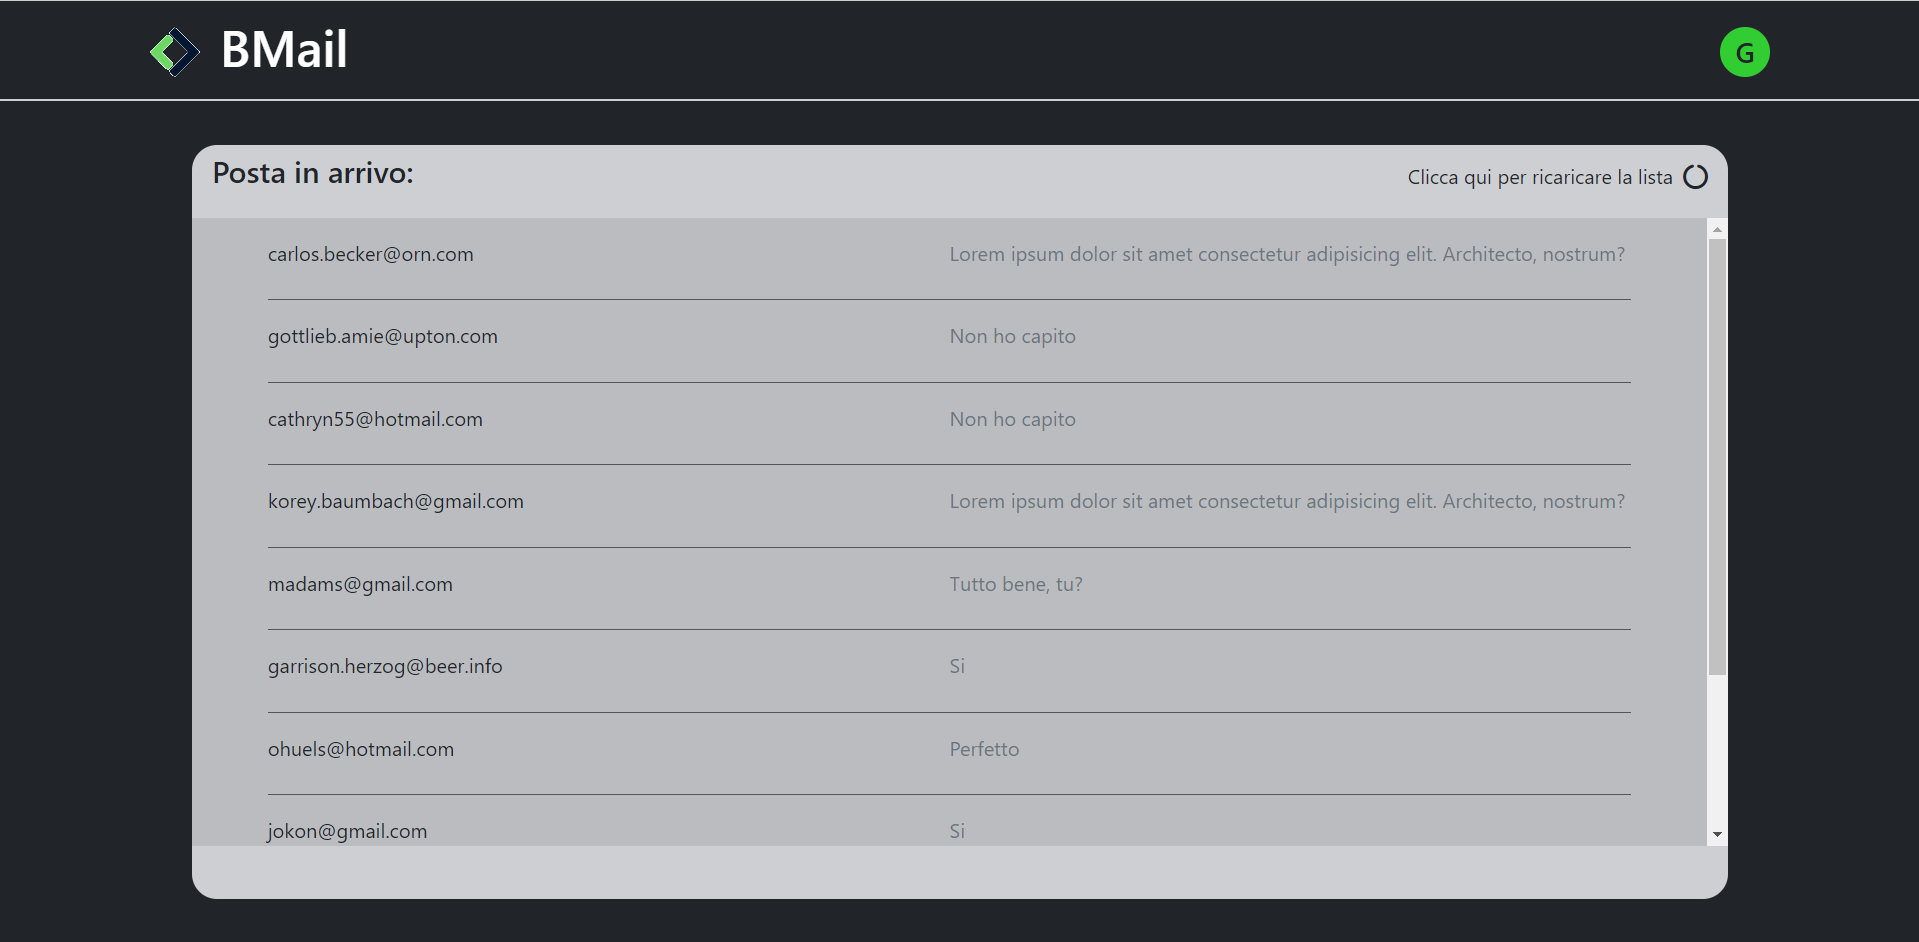 BMail
G
Posta in arrivo:
Clicca qui per ricaricare la lista
carlos.becker@orn.com Lorem ipsum dolor sit amet consectetur adipisicing elit. Architecto, nostrum?
gottlieb.amie@upton.com Non ho capito
cathryn55@hotmail.com Non ho capito
korey.baumbach@gmail.com Lorem ipsum dolor sit amet consectetur adipisicing elit. Architecto, nostrum?
madams@gmail.com Tutto bene, tu?
garrison.herzog@beer.info Si
ohuels@hotmail.com Perfetto
jokon@gmail.com Si